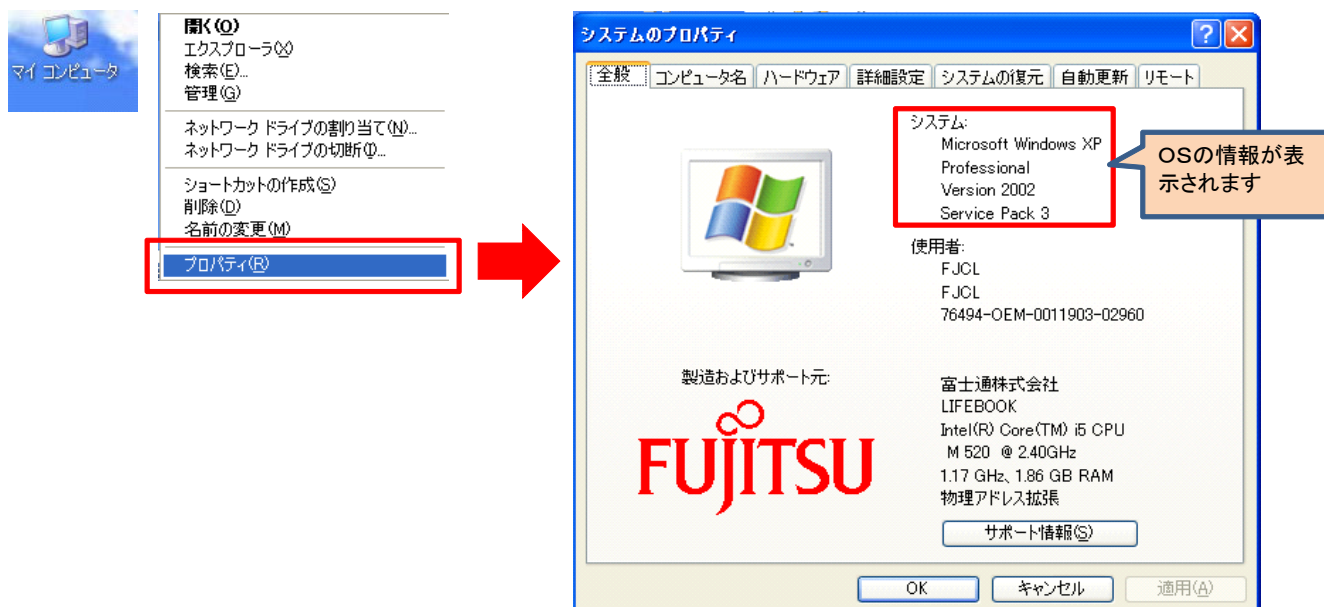 マイ コンピュータ
開く(O)
エクスプローラ(X)
検索(E)...
管理(G)
ネットワーク ドライブの割り当て(N)...
ネットワーク ドライブの切断(I)...
ショートカットの作成(S)
削除(D)
名前の変更(M)
プロパティ(R)
システムのプロパティ
全般 コンピュータ名 ハードウェア 詳細設定 システムの復元 自動更新 リモート
システム:
Microsoft Windows XP
Professional
Version 2002
Service Pack 3
OSの情報が表
示されます
使用者:
FJCL
FJCL
76494-OEM-0011903-02960
製造およびサポート元:
FUJITSU
富士通株式会社
LIFEBOOK
Intel(R) Core(TM) i5 CPU
M 520 @ 2.40GHz
1.17 GHz、1.86 GB RAM
物理アドレス拡張
サポート情報(S)
OK キャンセル 適用(A)